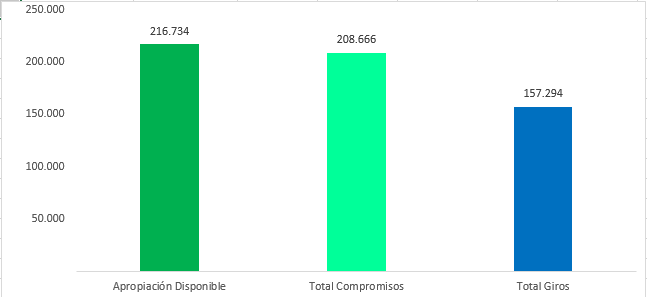 250.000
216.734
208.666
200.000
157.294
150.000
100.000
50.000
Apropiación Disponible
Total Compromisos
Total Giros